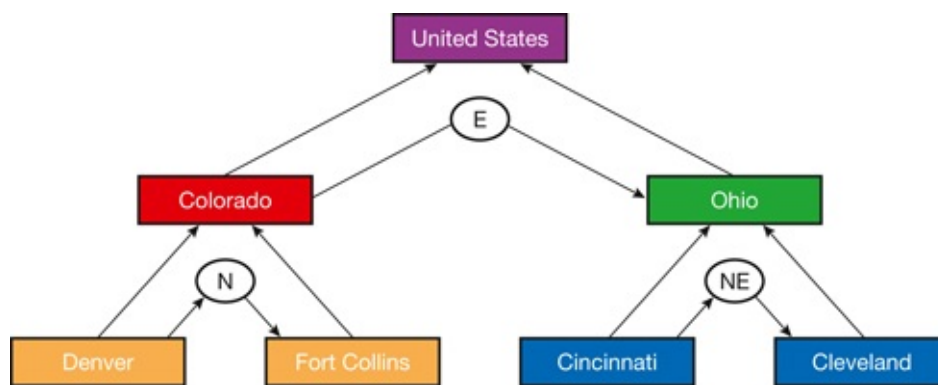 United States
E
Colorado
Ohio
N
NE
Denver
Fort Collins
Cincinnati
Cleveland